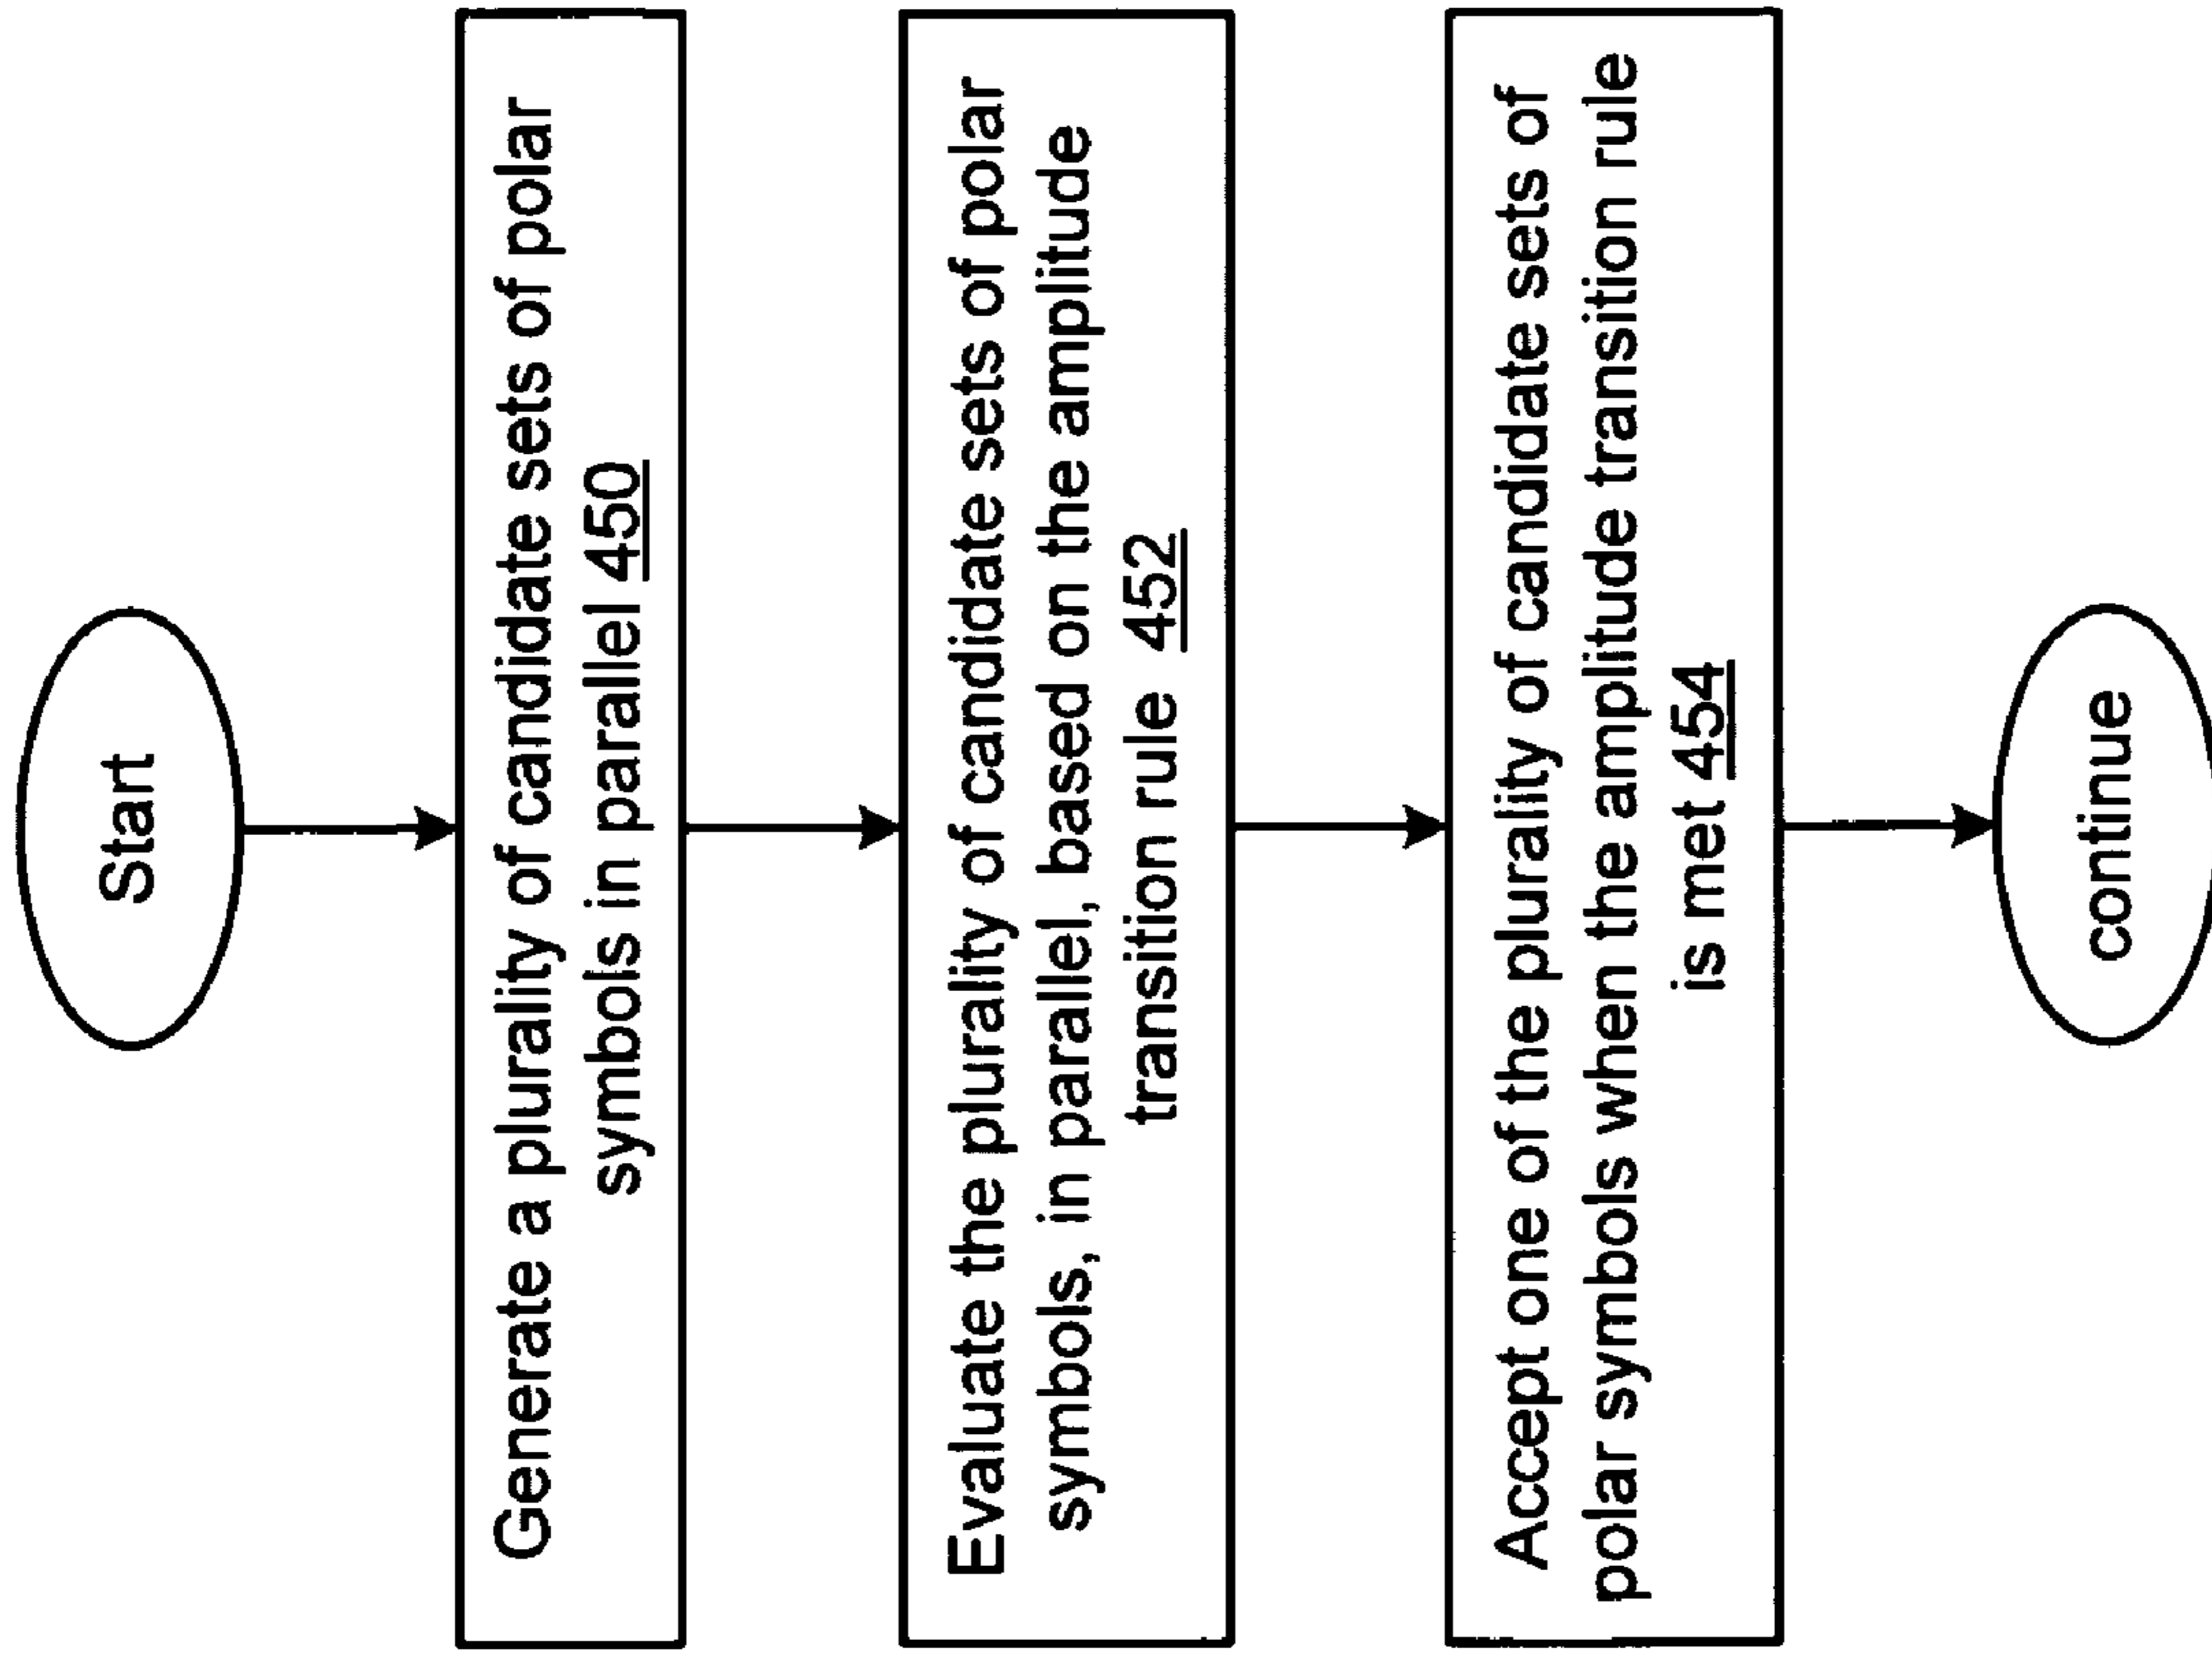 Start
Generate a plurality of candidate sets of polar
symbols in parallel 450
Evaluate the plurality of candidate sets of polar
symbols, in parallel, based on the amplitude
transition rule 452
Accept one of the plurality of candidate sets of
polar symbols when the amplitude transition rule
is met 454
continue